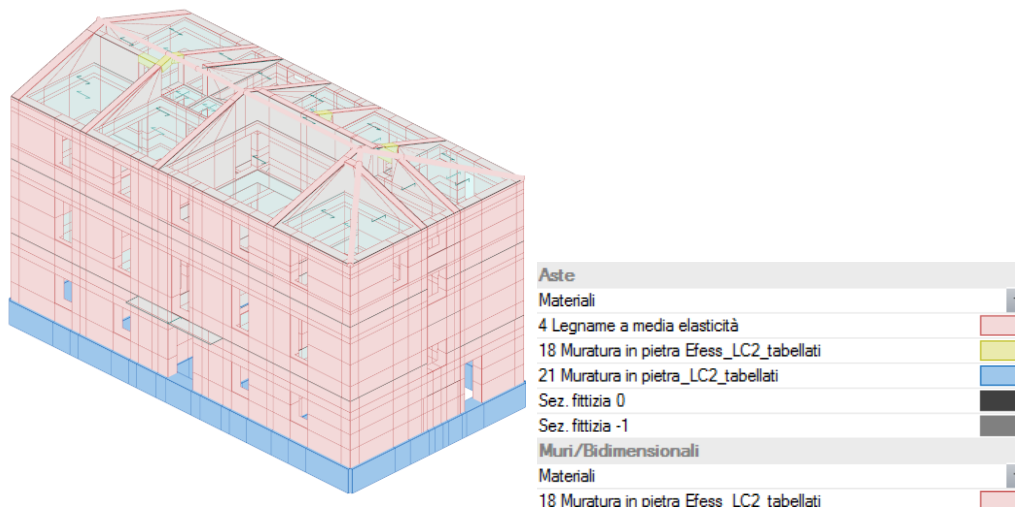 Aste
Materiali
4 Legname a media elasticità
18 Muratura in pietra Efess_LC2_tabellati
21 Muratura in pietra_LC2_tabellati
Sez. fittizia 0
Sez. fittizia -1
Muri/Bidimensionali
Materiali
18 Muratura in pietra Efess_LC2_tabellati